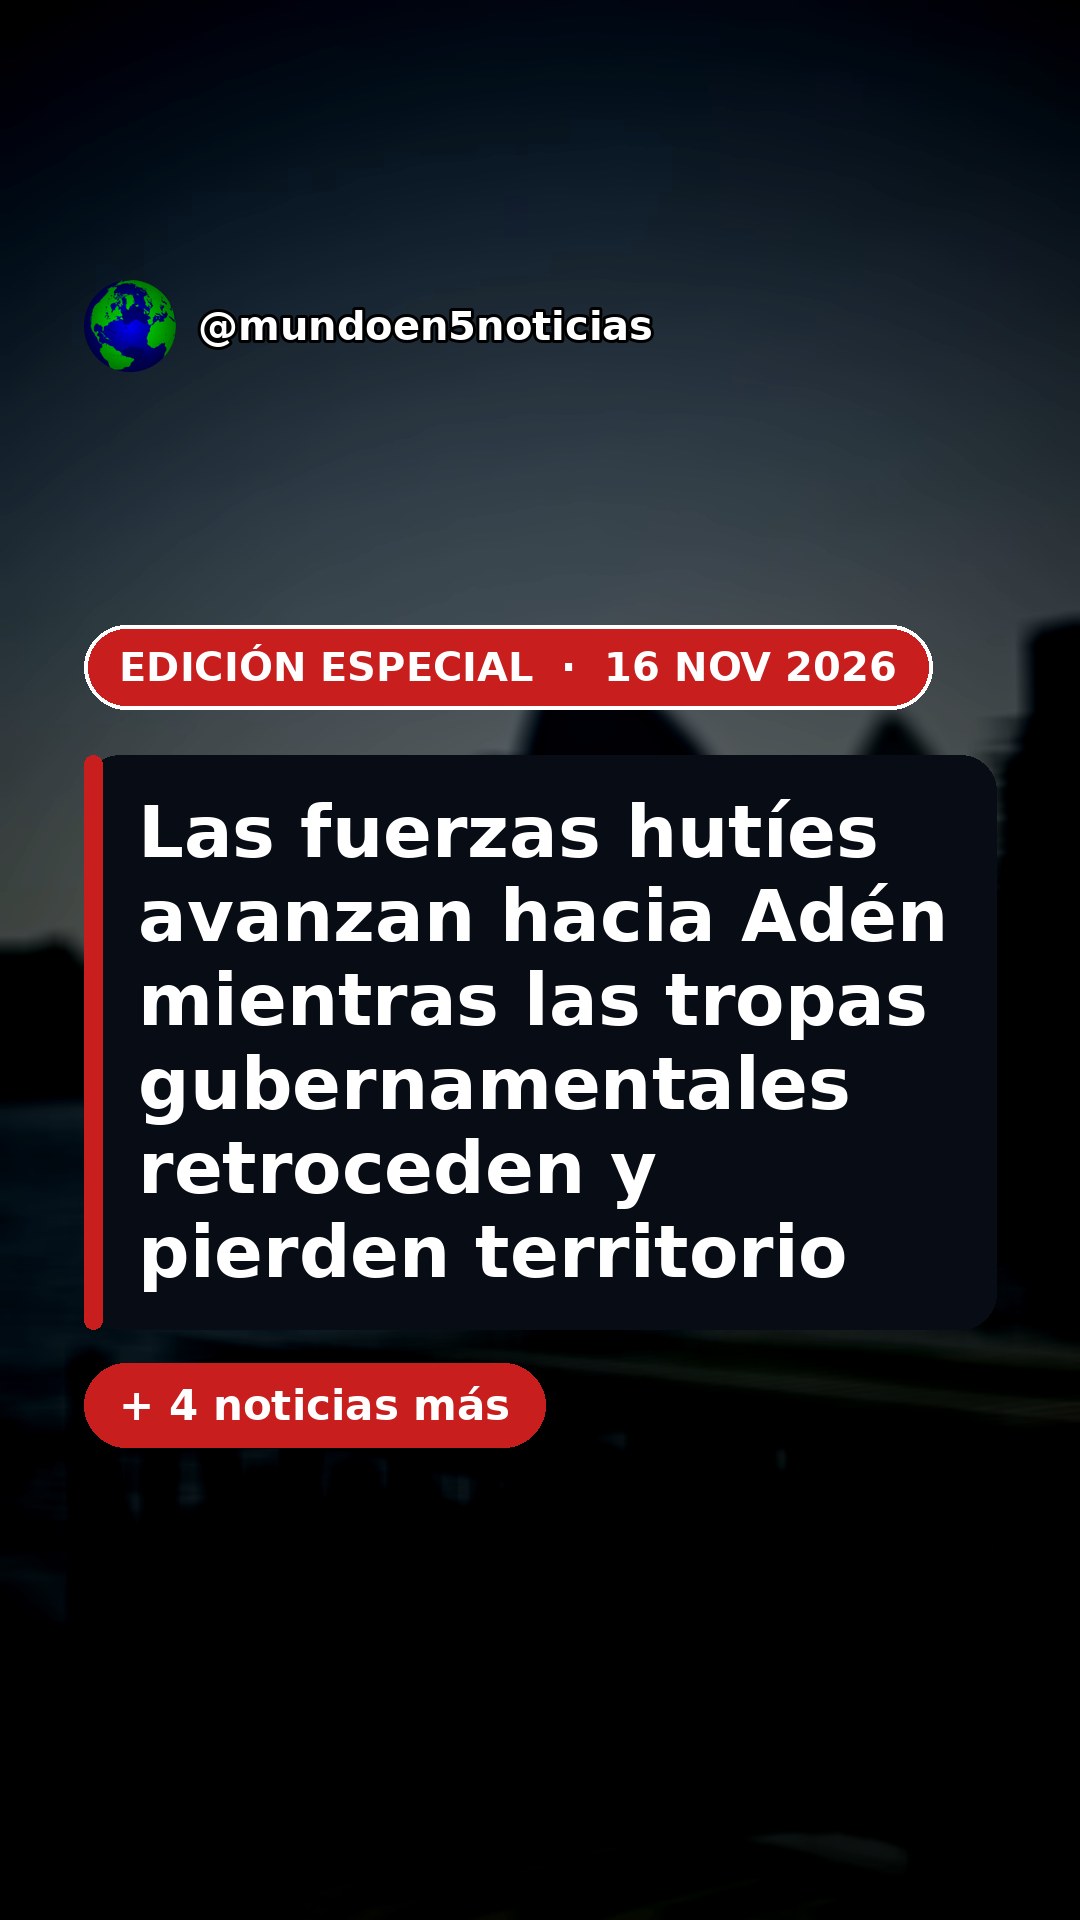 @mundoen5noticias
EDICIÓN ESPECIAL · 16 NOV 2026
Las fuerzas hutíes
avanzan hacia Adén
mientras las tropas
gubernamentales
retroceden y
pierden territorio
+ 4 noticias más